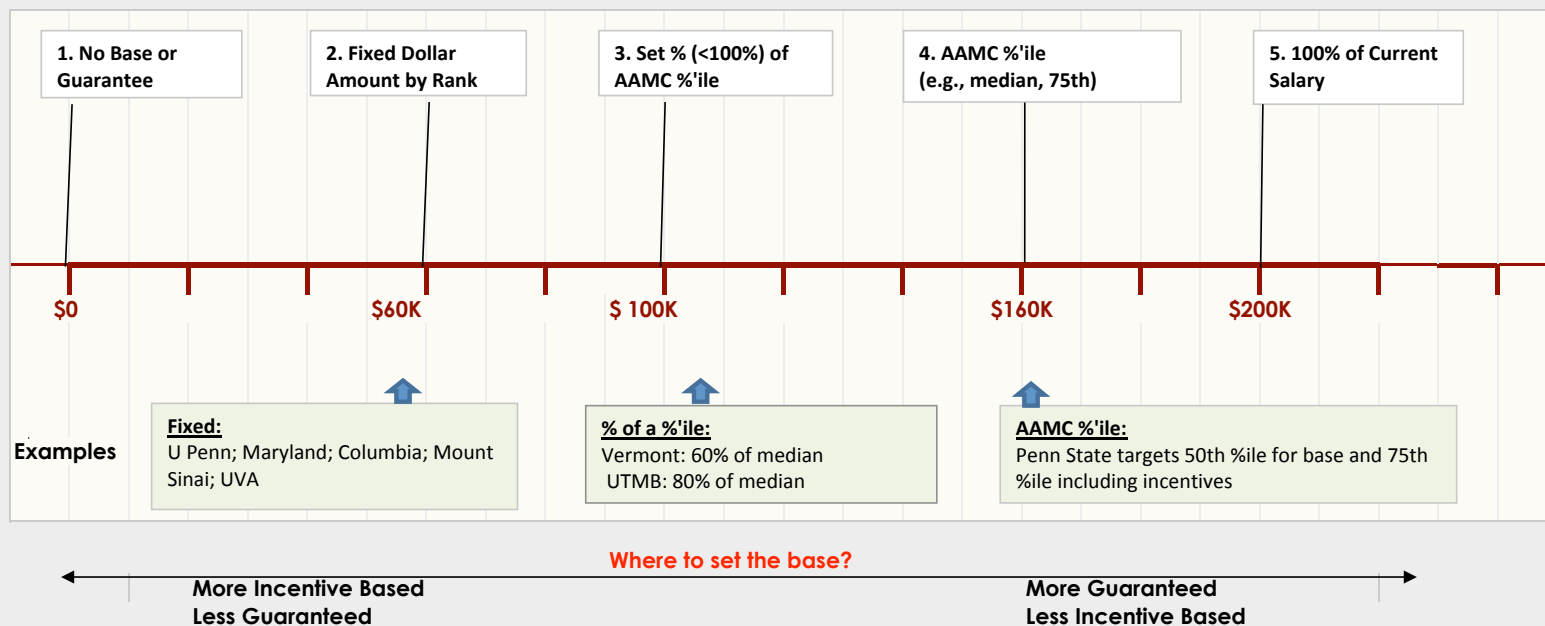 1. No Base or
Guarantee
2. Fixed Dollar
Amount by Rank
3. Set % (<100%) of
AAMC %'ile
4. AAMC %'ile
(e.g., median, 75th)
5. 100% of Current
Salary
$0
$60K
$ 100K
$160K
$200K
Examples
Fixed:
U Penn; Maryland; Columbia; Mount
Sinai; UVA
% of a %'ile:
Vermont: 60% of median
UTMB: 80% of median
AAMC %'ile:
Penn State targets 50th %ile for base and 75th
%ile including incentives
Where to set the base?
More Incentive Based
Less Guaranteed
More Guaranteed
Less Incentive Based